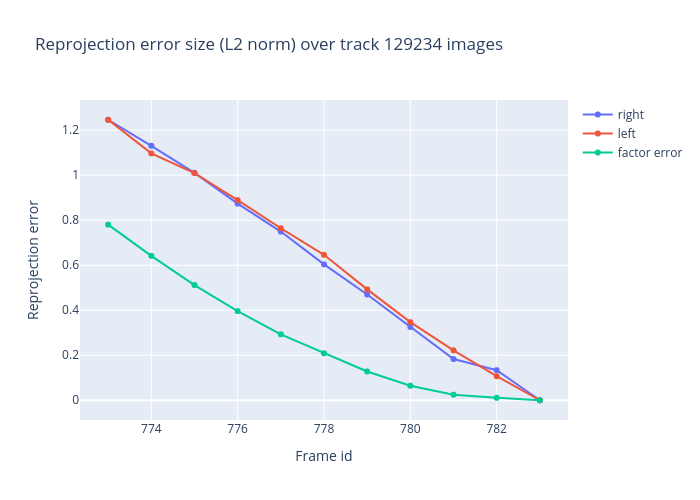 Reprojection error size (L2 norm) over track 129234 images
right
left
factor error
1.2
1
0.8
0.6
0.4
0.2
0
Reprojection error
774
776
778
780
782
Frame id